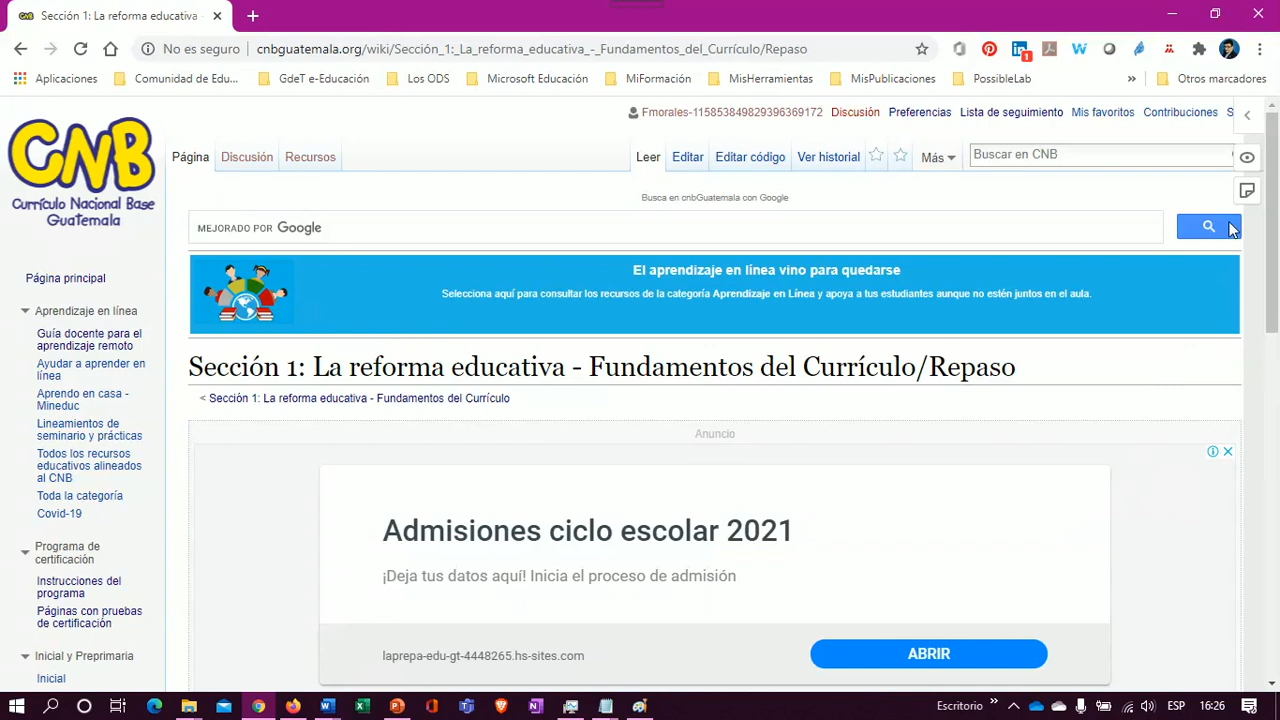 Sección 1: La reforma educativa -
No es seguro
cnbguatemala.org/wiki/Sección_1:_La_reforma_educativa_-_Fundamentos_del_Currículo/Repaso
Aplicaciones
Comunidad de Edu...
GdeT e-Educación
Los ODS
Microsoft Educación
MiFormación
MisHerramientas
MisPublicaciones
PossibleLab
»
Otros marcadores
Fmorales-115853849829396369172
Discusión
Preferencias
Lista de seguimiento
Mis favoritos
Contribuciones
S
CNB
Currículo Nacional Base
Guatemala
Página
Discusión
Recursos
Leer
Editar
Editar código
Ver historial
Más
Buscar en CNB
Busca en cnbGuatemala con Google
MEJORADO POR Google
El aprendizaje en línea vino para quedarse
Selecciona aquí para consultar los recursos de la categoría Aprendizaje en Línea y apoya a tus estudiantes aunque no estén juntos en el aula.
Página principal
Aprendizaje en línea
Guía docente para el
aprendizaje remoto
Ayudar a aprender en
línea
Aprendo en casa -
Mineduc
Lineamientos de
seminario y prácticas
Todos los recursos
educativos alineados
al CNB
Toda la categoría
Covid-19
Programa de
certificación
Instrucciones del
programa
Páginas con pruebas
de certificación
Inicial y Preprimaria
Inicial
Sección 1: La reforma educativa - Fundamentos del Currículo/Repaso
< Sección 1: La reforma educativa - Fundamentos del Currículo
Anuncio
Admisiones ciclo escolar 2021
¡Deja tus datos aquí! Inicia el proceso de admisión
laprepa-edu-gt-4448265.hs-sites.com
ABRIR
Escritorio
»
ESP
16:26